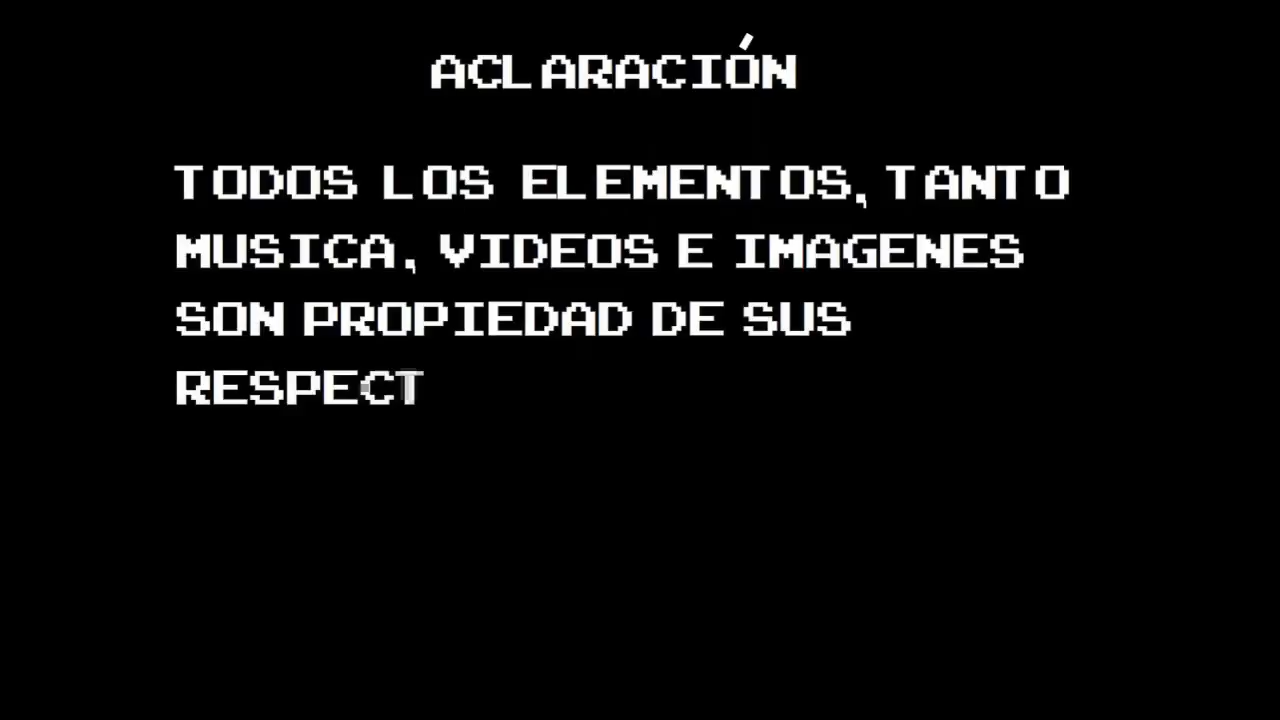 ACLARACIÓN
TODOS LOS ELEMENTOS, TANTO
MUSICA, VIDEOS E IMAGENES
SON PROPIEDAD DE SUS
RESPECT